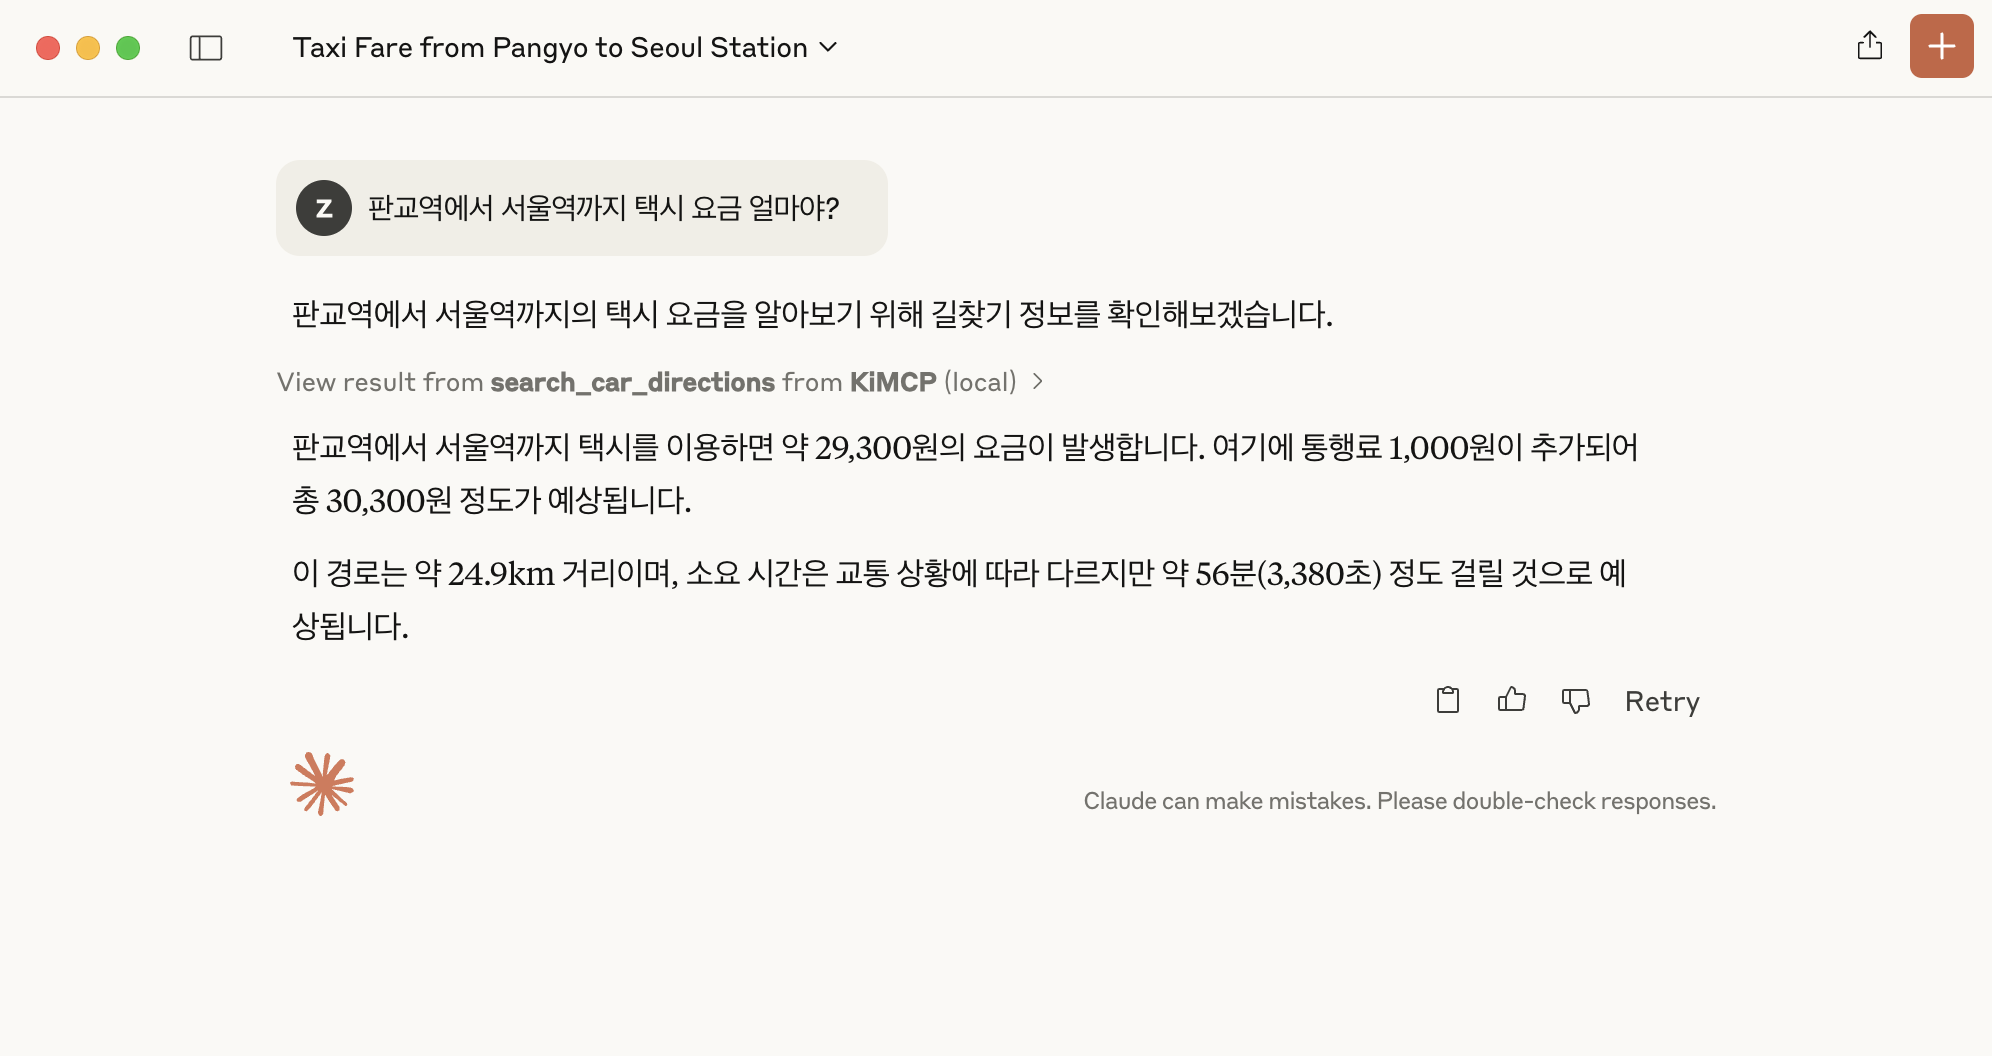 Taxi Fare from Pangyo to Seoul Station
Z
판교역에서 서울역까지 택시 요금 얼마야?
판교역에서 서울역까지의 택시 요금을 알아보기 위해 길찾기 정보를 확인해보겠습니다.
View result from search_car_directions from KiMCP (local)
판교역에서 서울역까지 택시를 이용하면 약 29,300원의 요금이 발생합니다. 여기에 통행료 1,000원이 추가되어
총 30,300원 정도가 예상됩니다.
이 경로는 약 24.9km 거리이며, 소요 시간은 교통 상황에 따라 다르지만 약 56분(3,380초) 정도 걸릴 것으로 예
상됩니다.
Retry
Claude can make mistakes. Please double-check responses.